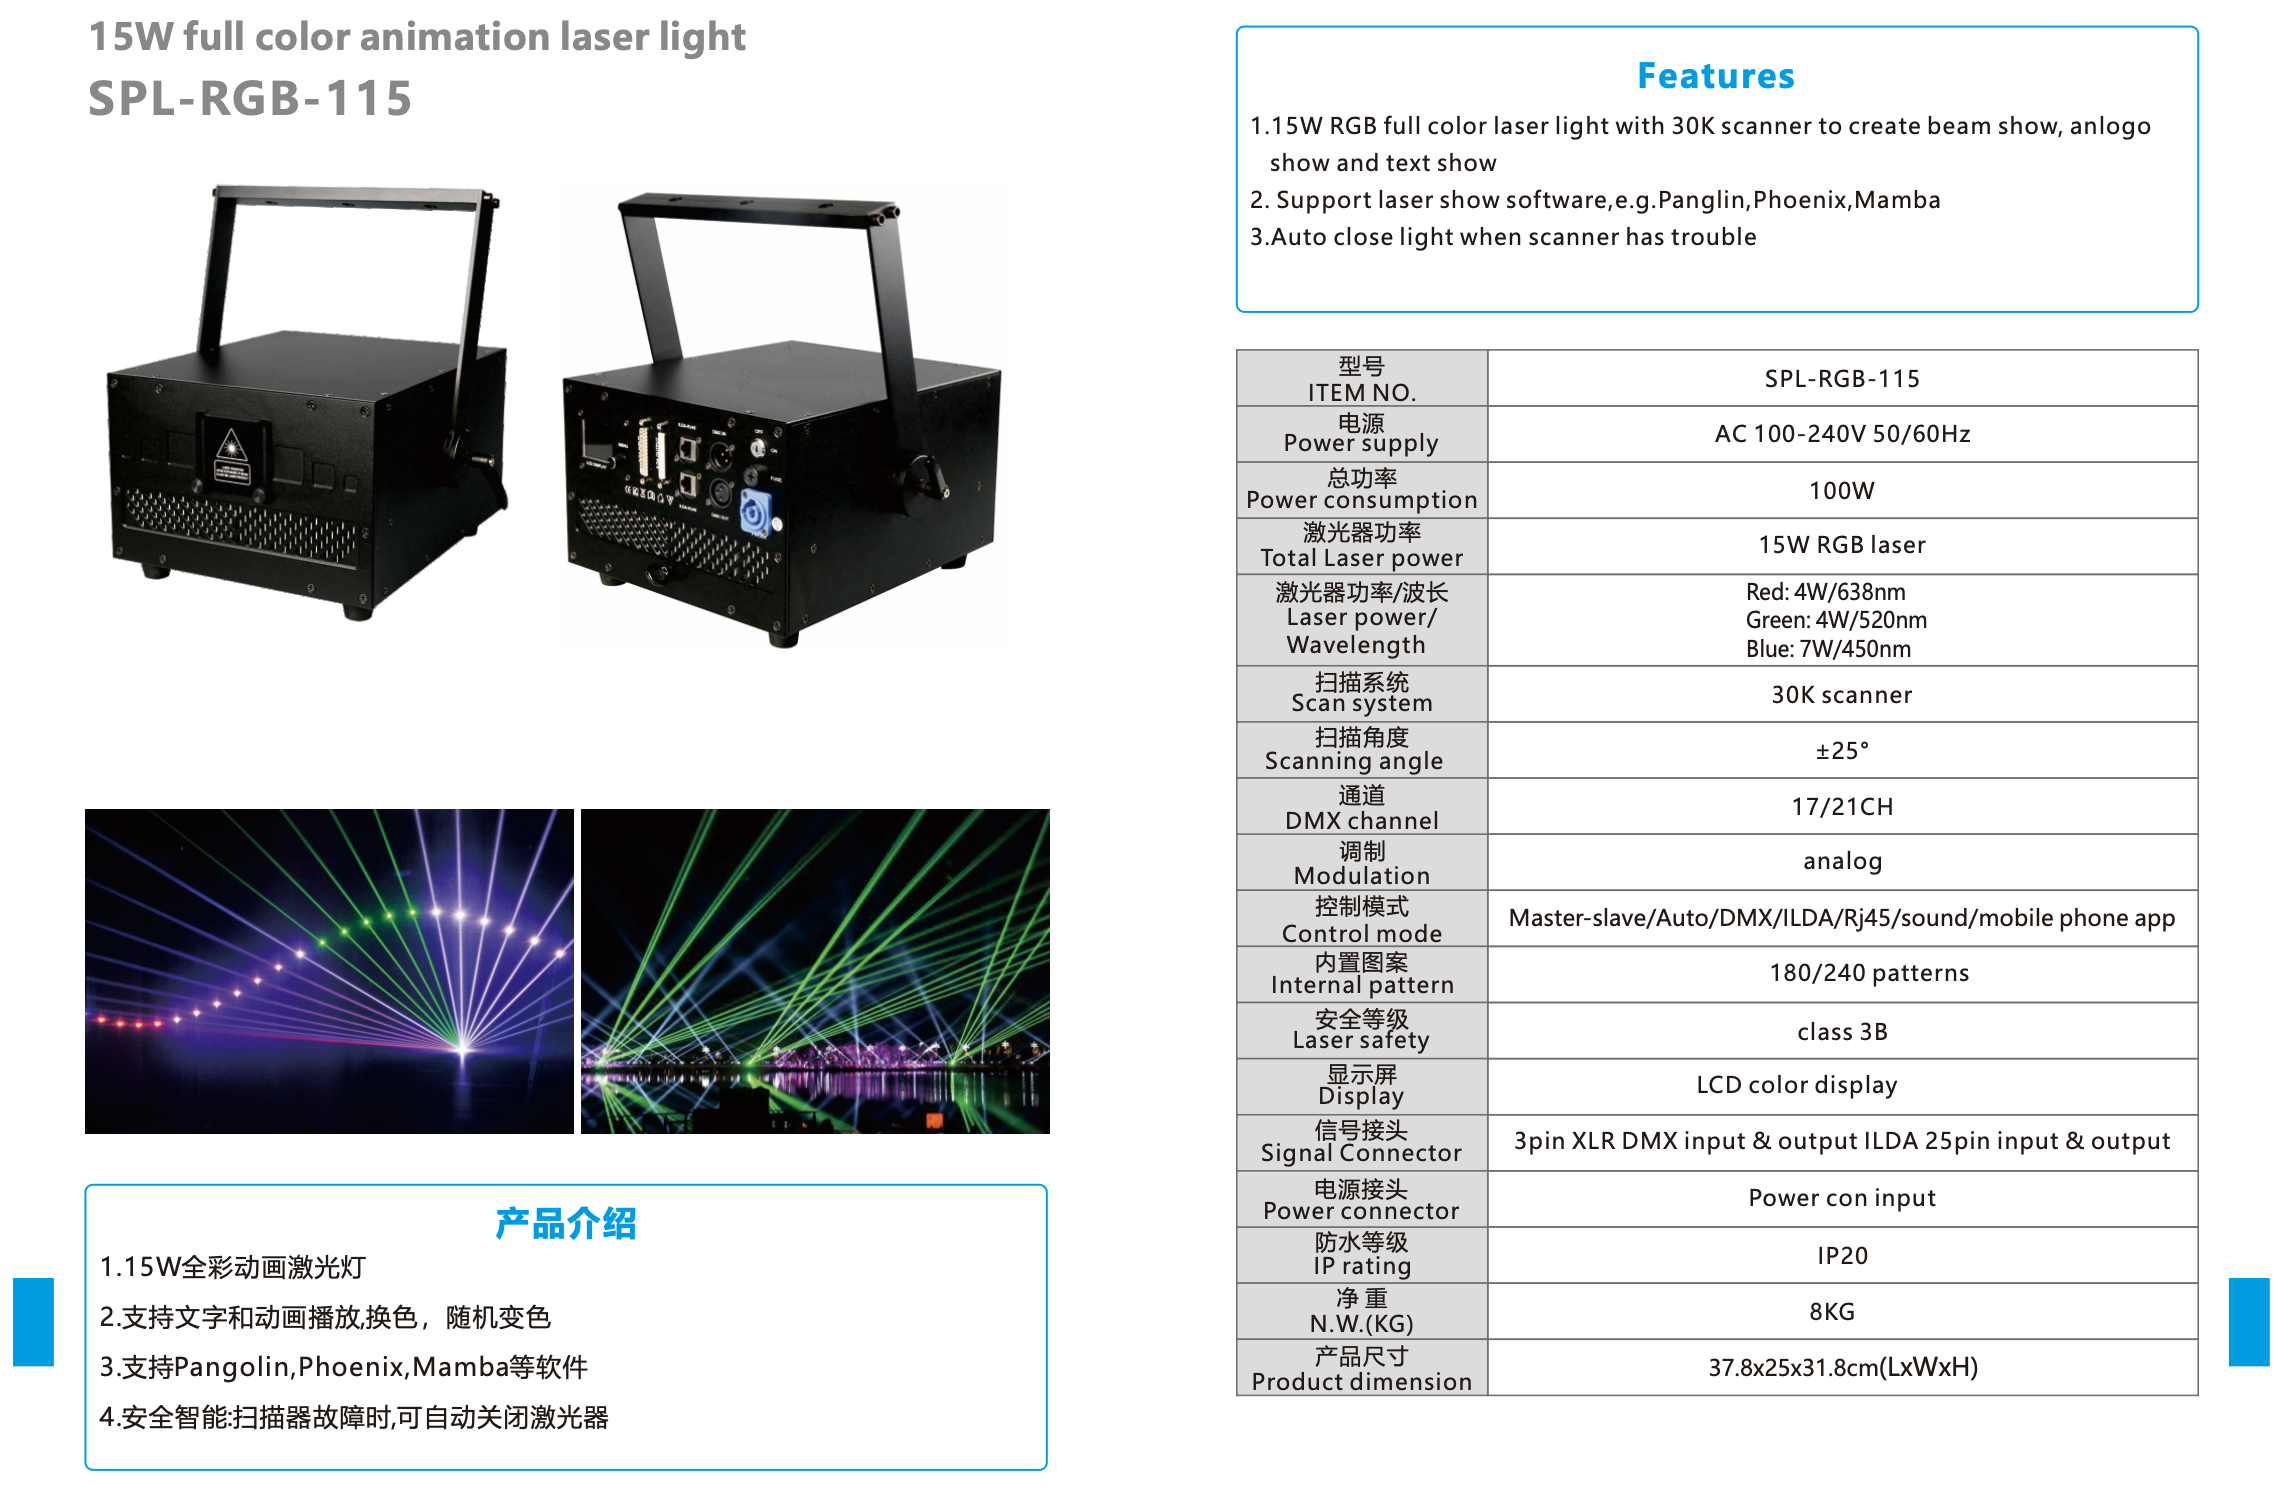 15W full color animation laser light
SPL-RGB-115
MENU
LCD DISPLAY
DMX IN
DMX OUT
OFF
ON
FUSE
产品介绍
1.15W全彩动画激光灯
2.支持文字和动画播放,换色，随机变色
3.支持Pangolin,Phoenix,Mamba等软件
4.安全智能:扫描器故障时,可自动关闭激光器
Features
1.15W RGB full color laser light with 30K scanner to create beam show, anlogo
show and text show
2. Support laser show software,e.g.Panglin,Phoenix,Mamba
3.Auto close light when scanner has trouble
型号
ITEM NO.
SPL-RGB-115
电源
Power supply
AC 100-240V 50/60Hz
总功率
Power consumption
100W
激光器功率
Total Laser power
15W RGB laser
激光器功率/波长
Laser power/
Wavelength
Red: 4W/638nm
Green: 4W/520nm
Blue: 7W/450nm
扫描系统
Scan system
30K scanner
扫描角度
Scanning angle
±25°
通道
DMX channel
17/21CH
调制
Modulation
analog
控制模式
Control mode
Master-slave/Auto/DMX/ILDA/Rj45/sound/mobile phone app
内置图案
Internal pattern
180/240 patterns
安全等级
Laser safety
class 3B
显示屏
Display
LCD color display
信号接头
Signal Connector
3pin XLR DMX input & output ILDA 25pin input & output
电源接头
Power connector
Power con input
防水等级
IP rating
IP20
净 重
N.W.(KG)
8KG
产品尺寸
Product dimension
37.8x25x31.8cm(LxWxH)